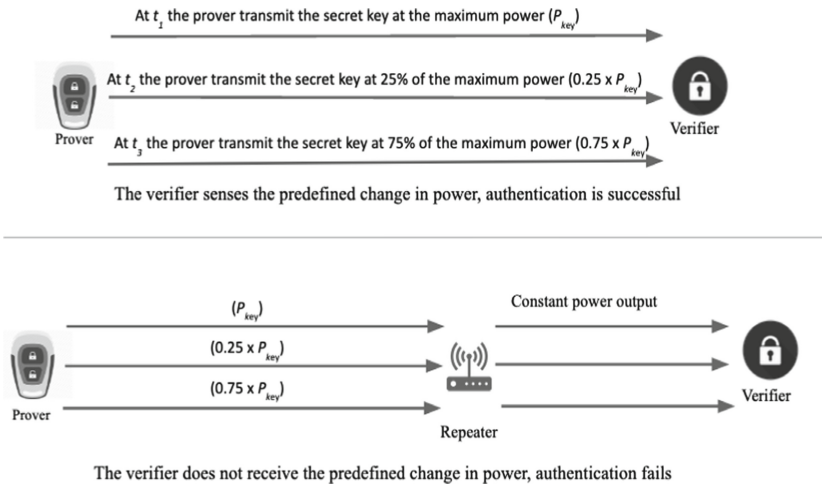 At t1 the prover transmit the secret key at the maximum power (Pkey)
At t2 the prover transmit the secret key at 25% of the maximum power (0.25 x Pkey)
Prover
At t3 the prover transmit the secret key at 75% of the maximum power (0.75 x Pkey)
Verifier
The verifier senses the predefined change in power, authentication is successful
(Pkey)
Constant power output
(0.25 x Pkey)
(0.75 x Pkey)
Prover
Repeater
Verifier
The verifier does not receive the predefined change in power, authentication fails